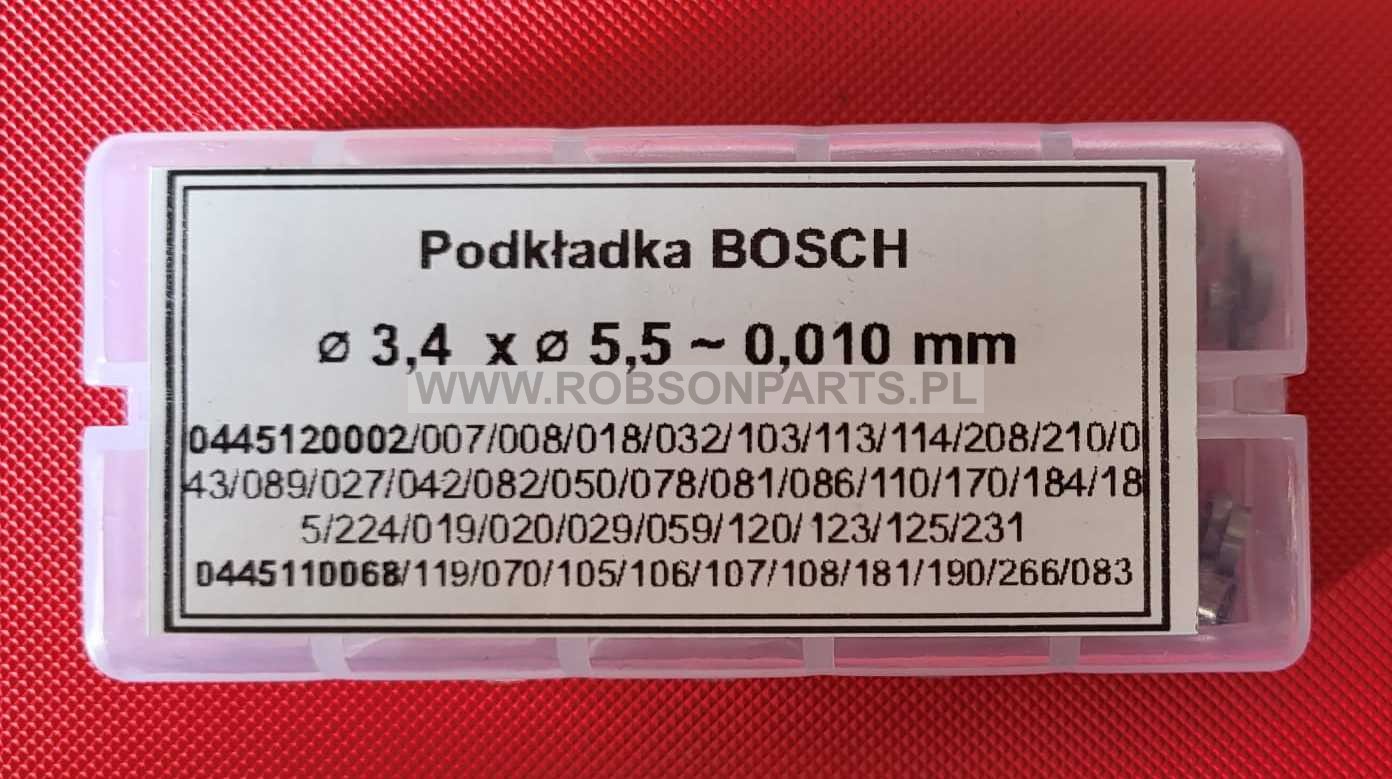 Podkładka BOSCH
⌀ 3,4 x ⌀ 5,5 ~ 0,010 mm
WWW.ROBSONPARTS.PL
0445120002/007/008/018/032/103/113/114/208/210/0
43/089/027/042/082/050/078/081/086/110/170/184/18
5/224/019/020/029/059/120/123/125/231
0445110068/119/070/105/106/107/108/181/190/266/083